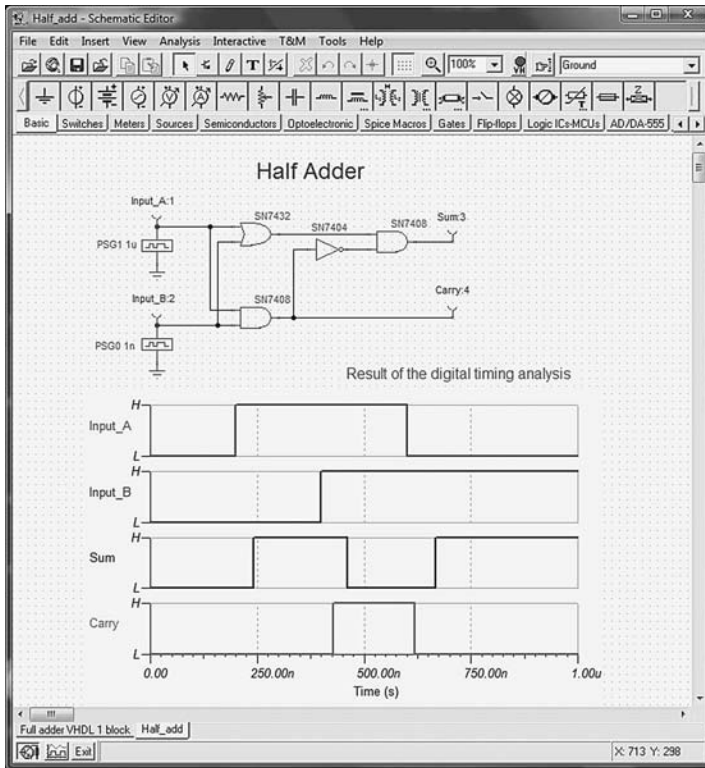 Half_add - Schematic Editor
File Edit Insert View Analysis Interactive T&M Tools Help
T 100% Ground
Z
Basic Switches Meters Sources Semiconductors Optoelectronic Spice Macros Gates Flip-flops Logic ICs-MCUs AD/DA-555
Half Adder
Input_A:1
SN7432
SN7404
SN7408
Sum:3
PSG1 1u
Input_B:2
SN7408
Carry:4
PSG0 1n
Result of the digital timing analysis
H
Input_A
L
H
Input_B
L
H
Sum
L
H
Carry
L
0.00 250.00n 500.00n 750.00n 1.00u
Time (s)
Full adder VHDL 1 block Half_add
Exit X: 713 Y: 298